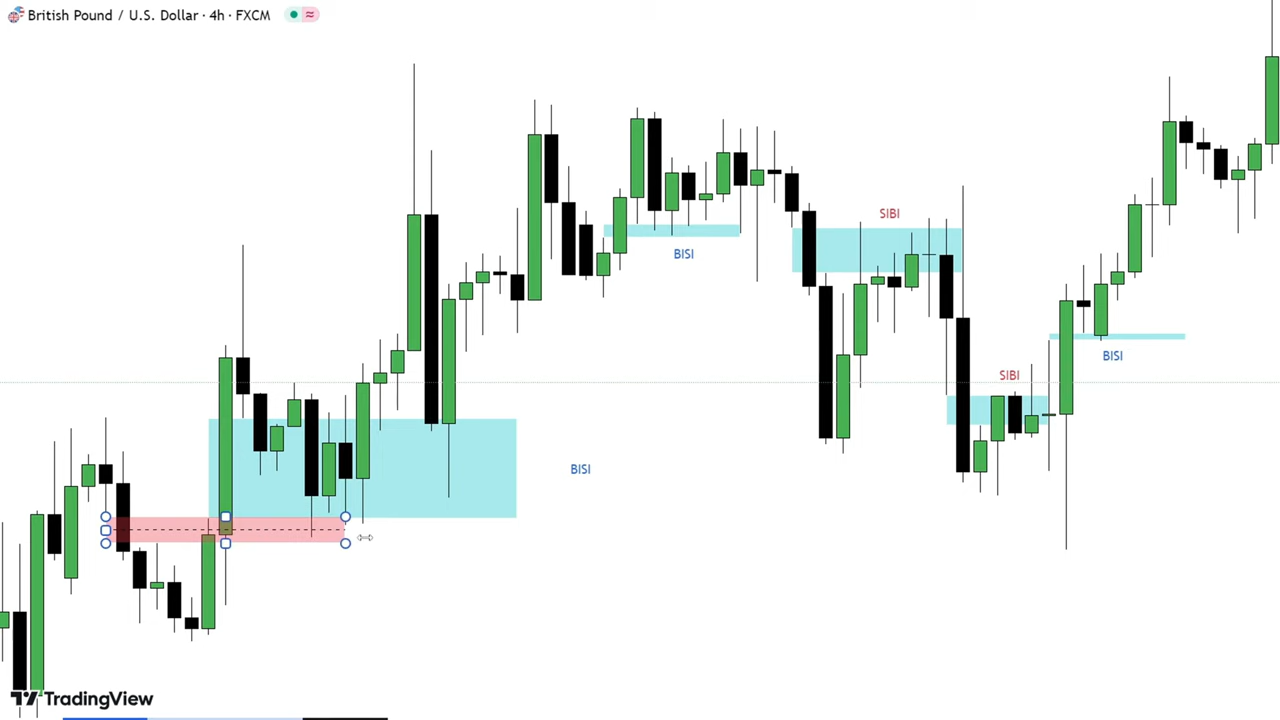 British Pound / U.S. Dollar · 4h · FXCM
SIBI
BISI
SIBI
BISI
BISI
TradingView